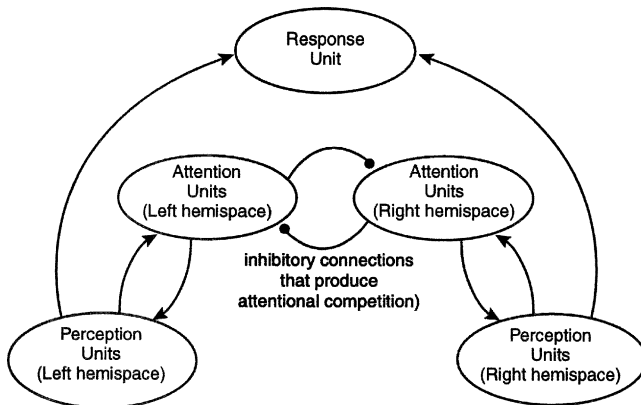 Response
Unit
Attention
Units
(Left hemispace)
Attention
Units
(Right hemispace)
inhibitory connections
that produce
attentional competition)
Perception
Units
(Left hemispace)
Perception
Units
(Right hemispace)